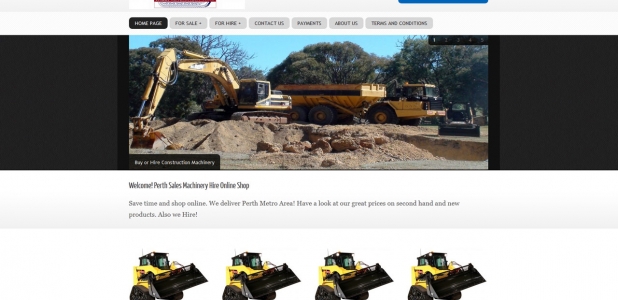 HOME PAGE
FOR SALE
FOR HIRE
CONTACT US
PAYMENTS
ABOUT US
TERMS AND CONDITIONS
1 2 3 4 5
Buy or Hire Construction Machinery
Welcome! Perth Sales Machinery Hire Online Shop
Save time and shop online. We deliver Perth Metro Area! Have a look at our great prices on second hand and new
products. Also we Hire!